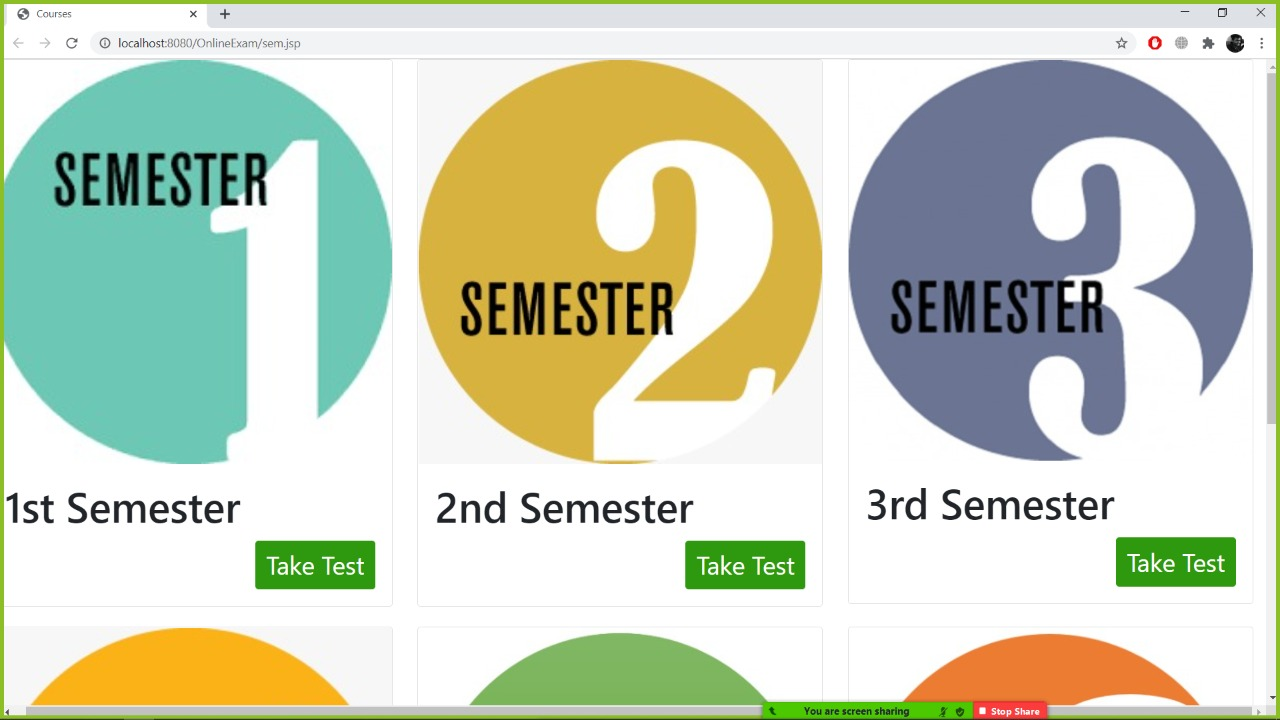 Courses
localhost:8080/OnlineExam/sem.jsp
SEMESTER 1
SEMESTER 2
SEMESTER 3
1st Semester
2nd Semester
3rd Semester
Take Test
Take Test
Take Test
You are screen sharing
Stop Share